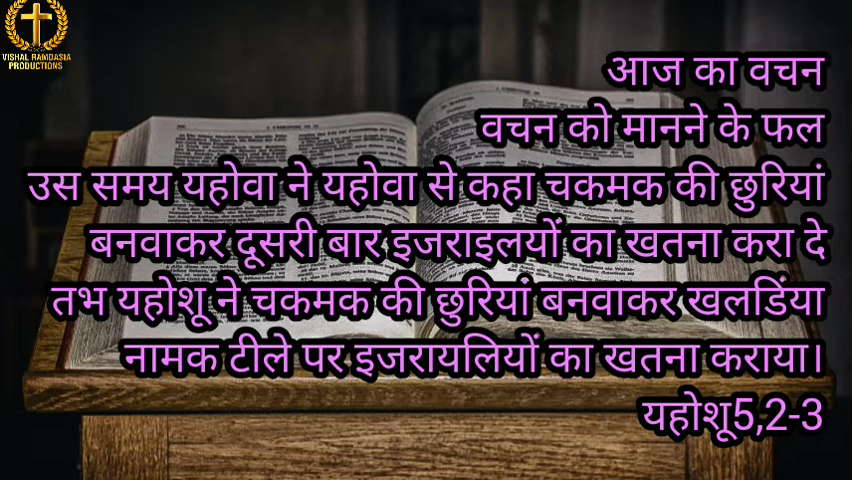 VISHAL RAMDASIA
PRODUCTIONS
आज का वचन
वचन को मानने के फल
उस समय यहोवा ने यहोवा से कहा चकमक की छुरियां
बनवाकर दूसरी बार इजराइलयों का खतना करा दे
तभ यहोशू ने चकमक की छुरियां बनवाकर खलडिंया
नामक टीले पर इजरायलियों का खतना कराया।
यहोशू5,2-3